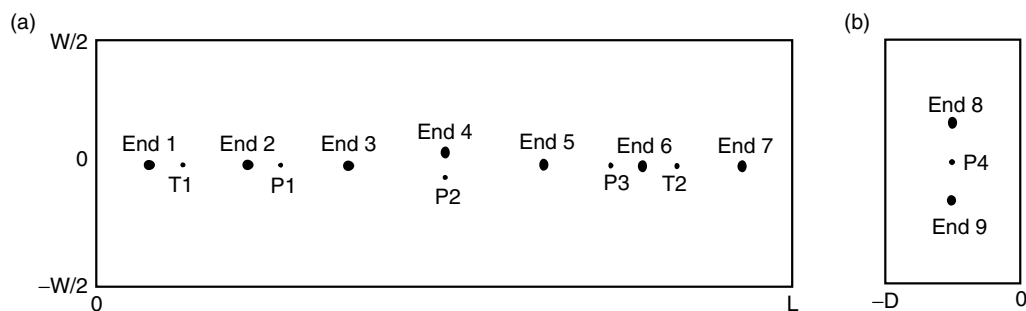 (a)
W/2
End 1 End 2 End 3 End 4 End 5 End 6 End 7
0
T1 P1 P2 P3 T2
–W/2
0 L
(b)
End 8
P4
End 9
–D 0